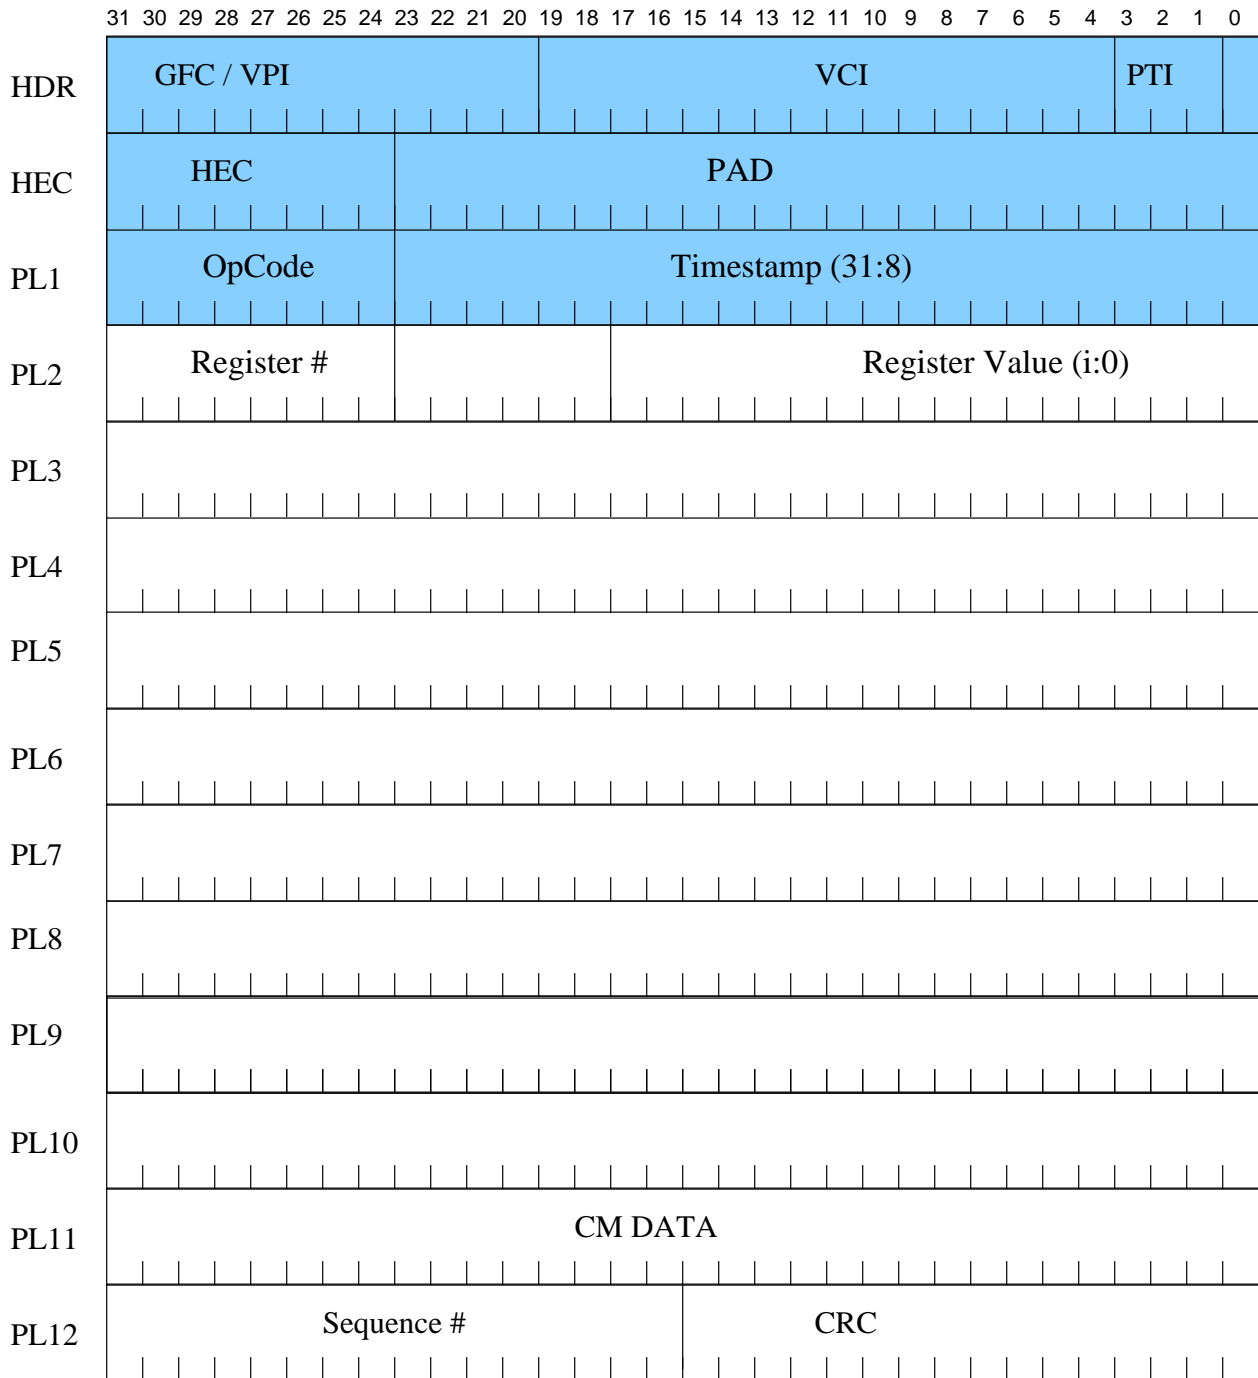 31 30 29 28 27 26 25 24 23 22 21 20 19 18 17 16 15 14 13 12 11 10 9 8 7 6 5 4 3 2 1 0
HDR GFC / VPI VCI PTI
HEC HEC PAD
PL1 OpCode Timestamp (31:8)
PL2 Register # Register Value (i:0)
PL3
PL4
PL5
PL6
PL7
PL8
PL9
PL10
PL11 CM DATA
PL12 Sequence # CRC